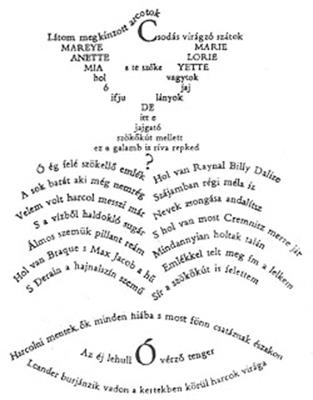 Látom megkínzott arcotok Csodás virágzó szátok
MAREYE MARIE
ANETTE LORIE
MIA a te szőke YETTE
hol vagytok
ó jaj
ifju lányok
DE
itt e
jajgató
szökőkút mellett
ez a galamb is ríva repked
?
Ó ég felé szökellő emlék
A sok barát aki még nemrég
Velem volt harcol messzi már
S a vízből haldokló sugár
Álmos szemük pillant reám
Hol van Braque s Max Jacob a hű
S Derain a hajnalszín szemű
Hol van Raynal Billy Dalize
Szájamban régi méla íz
Nevek zsongása andalítsz
S hol van most Cremnitz merre jár
Mindannyian holtak talán
Emlékkel telt meg ím a lelkem
Sír a szökőkút is felettem
Harcolni mentek ők minden hiába s most fönn csatáznak északon
Az éj lehull Ó vérző tenger
Leander burjánzik vadon a kertekben körül harcok virága